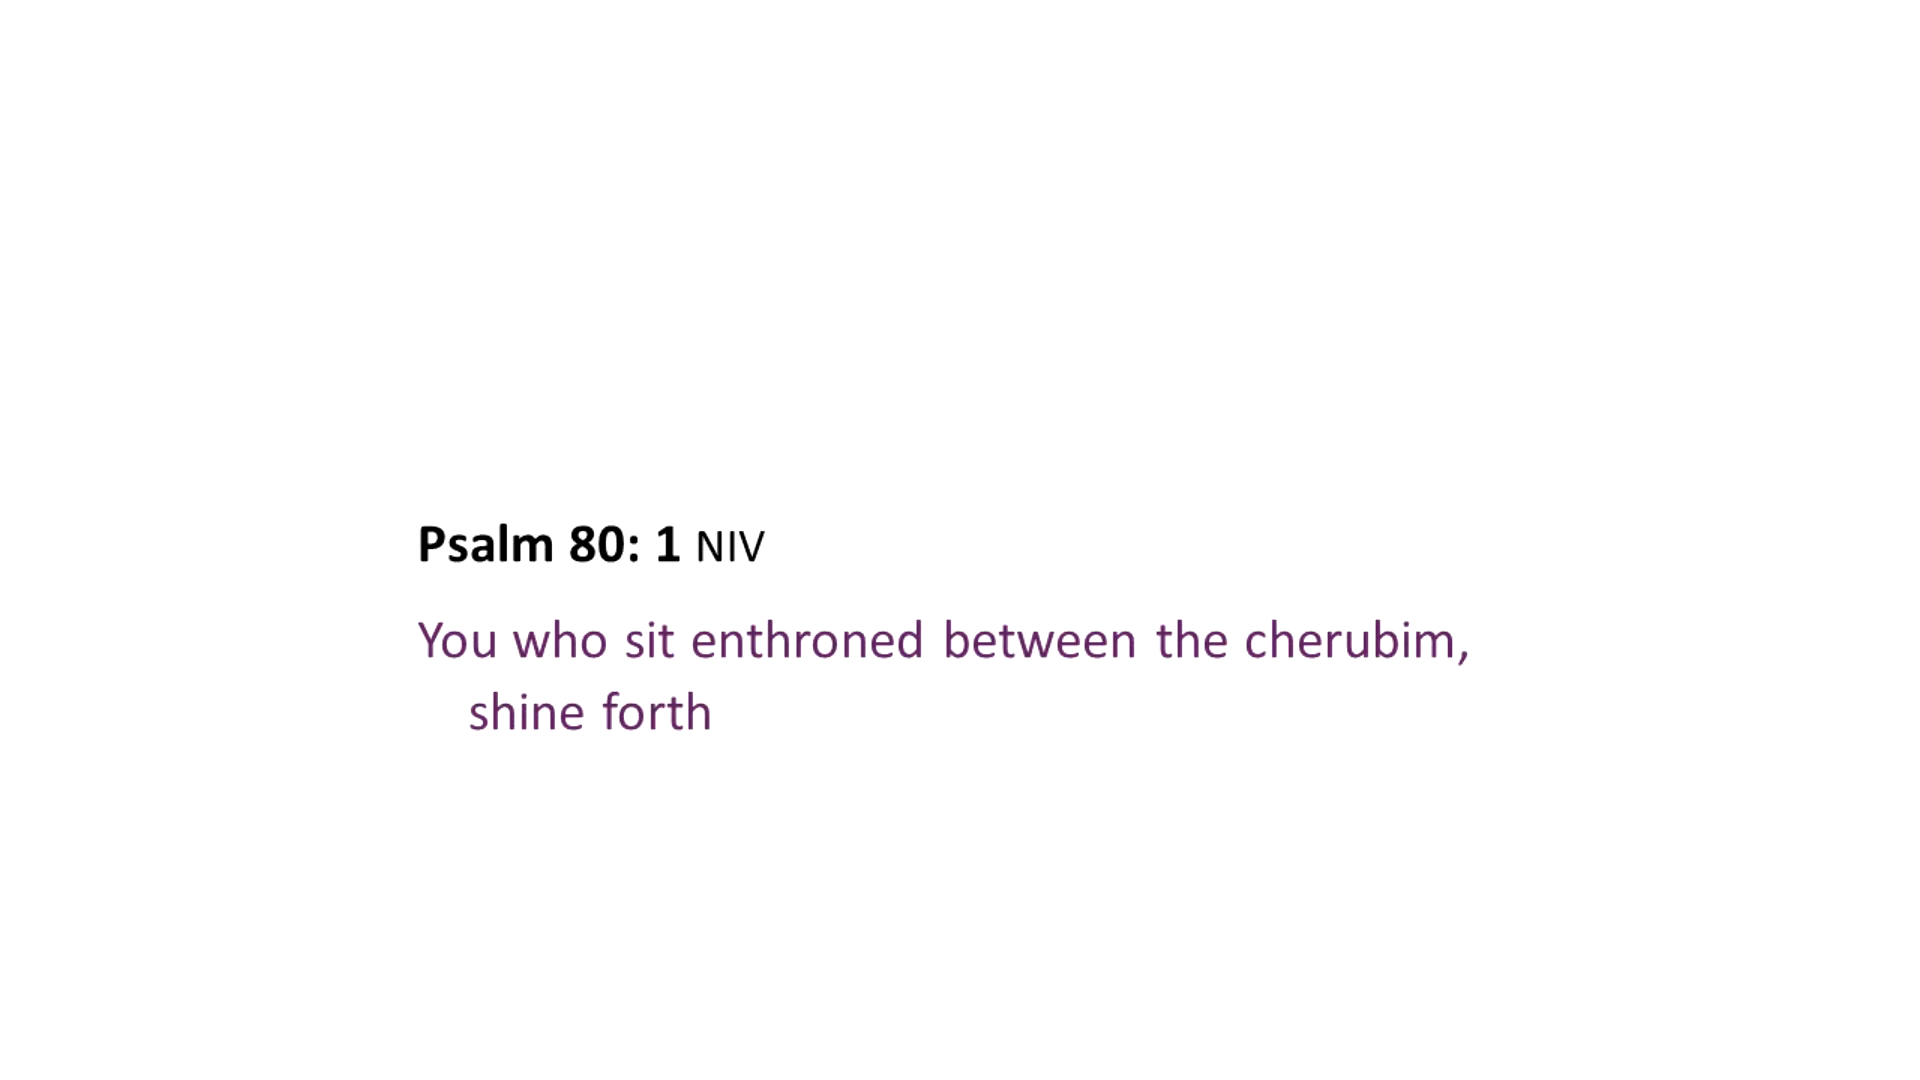 Psalm 80: 1 NIV
You who sit enthroned between the cherubim,
shine forth